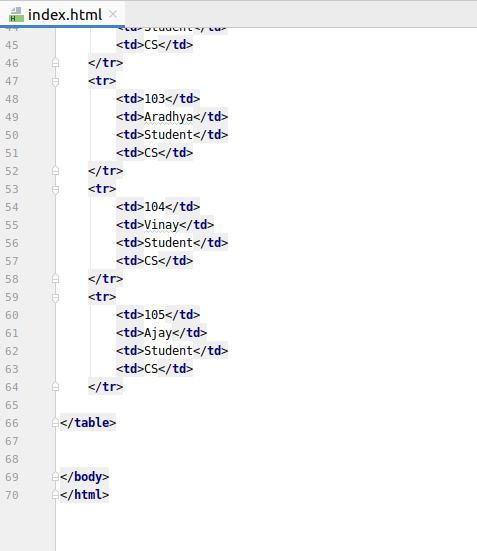 index.html
44 <td>Student</td>
45 <td>CS</td>
46 </tr>
47 <tr>
48 <td>103</td>
49 <td>Aradhya</td>
50 <td>Student</td>
51 <td>CS</td>
52 </tr>
53 <tr>
54 <td>104</td>
55 <td>Vinay</td>
56 <td>Student</td>
57 <td>CS</td>
58 </tr>
59 <tr>
60 <td>105</td>
61 <td>Ajay</td>
62 <td>Student</td>
63 <td>CS</td>
64 </tr>
65
66 </table>
67
68
69 </body>
70 </html>